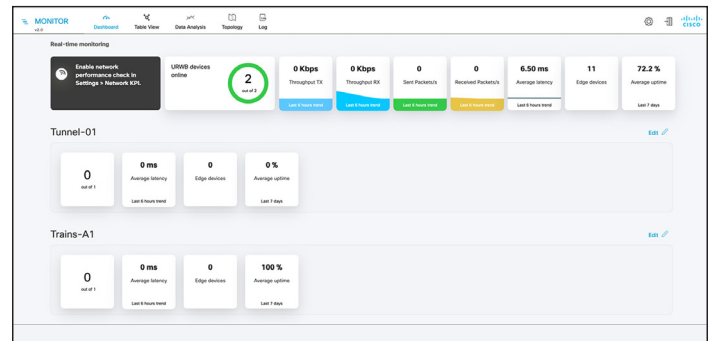 MONITOR
v2.0
Dashboard
Table View
Data Analysis
Topology
Log
CISCO
Real-time monitoring
Enable network
performance check in
Settings > Network KPI.
URWB devices
online
2
out of 2
0 Kbps
Throughput TX
Last 6 hours trend
0 Kbps
Throughput RX
Last 6 hours trend
0
Sent Packets/s
Last 6 hours trend
0
Received Packets/s
Last 6 hours trend
6.50 ms
Average latency
Last 6 hours trend
11
Edge devices
72.2 %
Average uptime
Last 7 days
Tunnel-01
Edit
0
out of 1
0 ms
Average latency
Last 6 hours trend
0
Edge devices
0 %
Average uptime
Last 7 days
Trains-A1
Edit
0
out of 1
0 ms
Average latency
Last 6 hours trend
0
Edge devices
100 %
Average uptime
Last 7 days